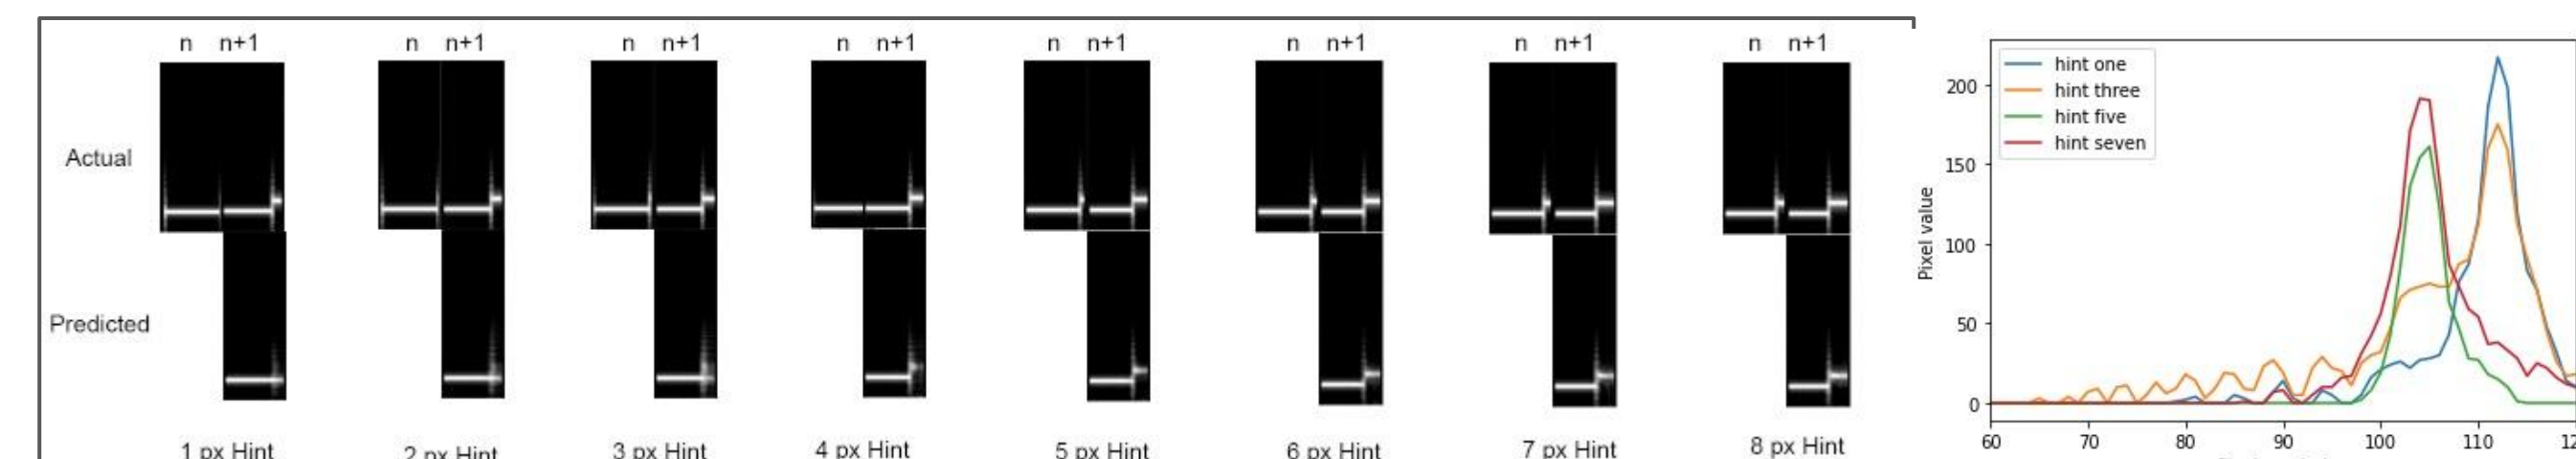 n n+1 n n+1 n n+1 n n+1 n n+1 n n+1 n n+1 n n+1
Actual
Predicted
1 px Hint 2 px Hint 3 px Hint 4 px Hint 5 px Hint 6 px Hint 7 px Hint 8 px Hint
hint one
hint three
hint five
hint seven
Pixel value
200
150
100
50
0
60 70 80 90 100 110